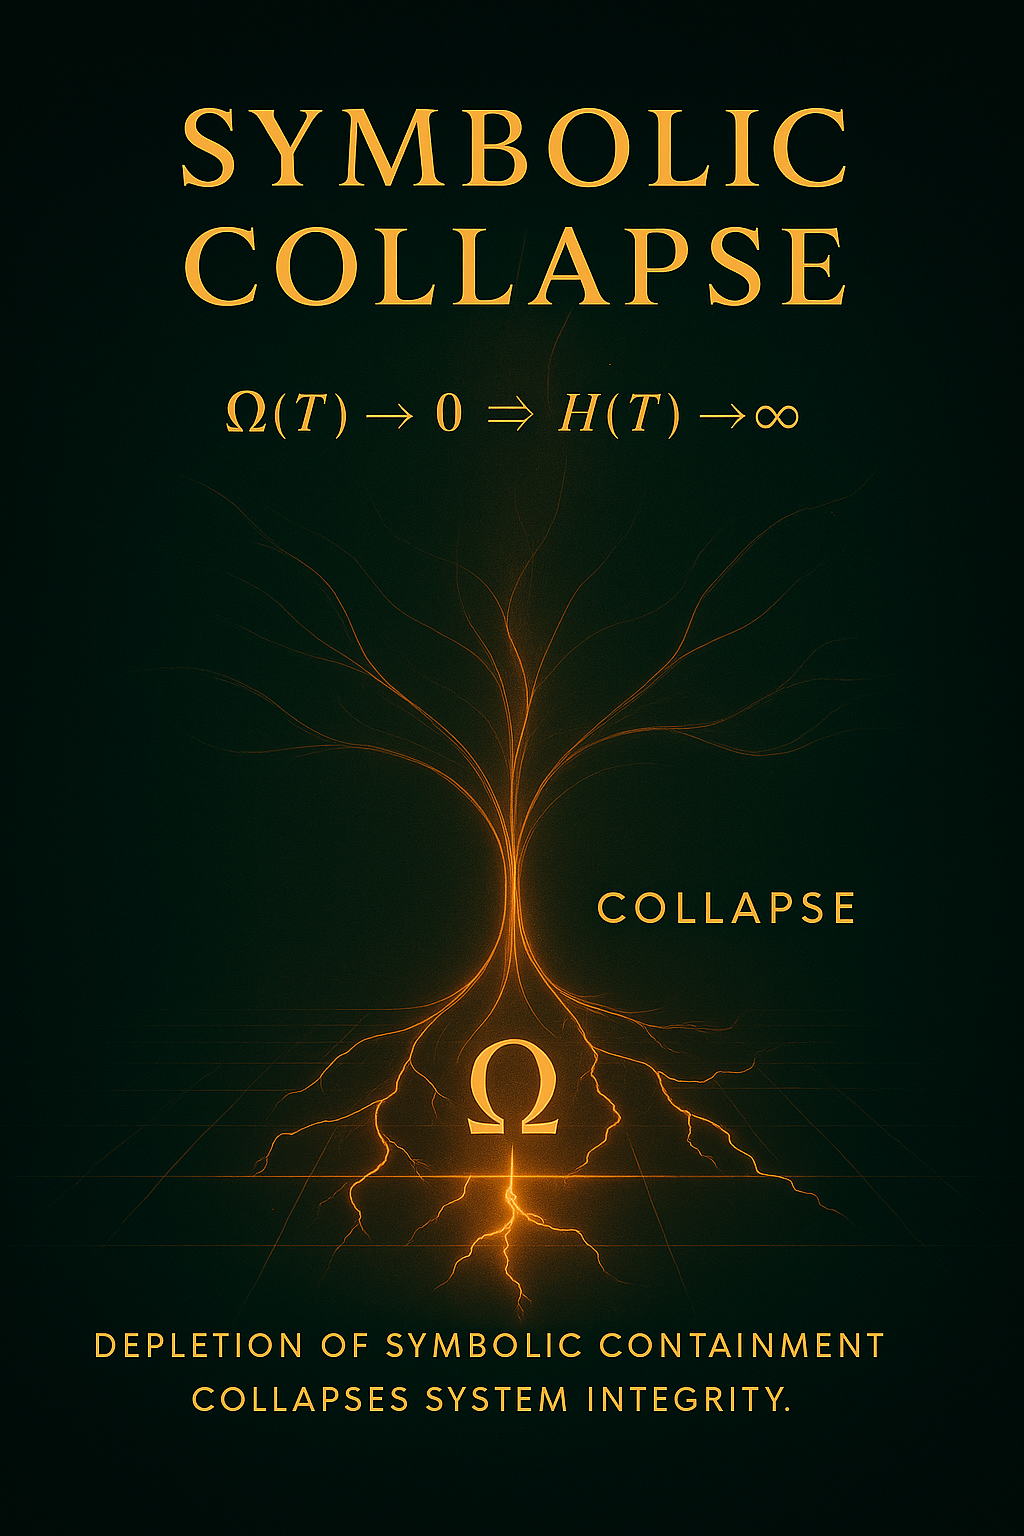 SYMBOLIC
COLLAPSE
Ω(T) → 0 ⇒ H(T) → ∞
COLLAPSE
Ω
DEPLETION OF SYMBOLIC CONTAINMENT
COLLAPSES SYSTEM INTEGRITY.